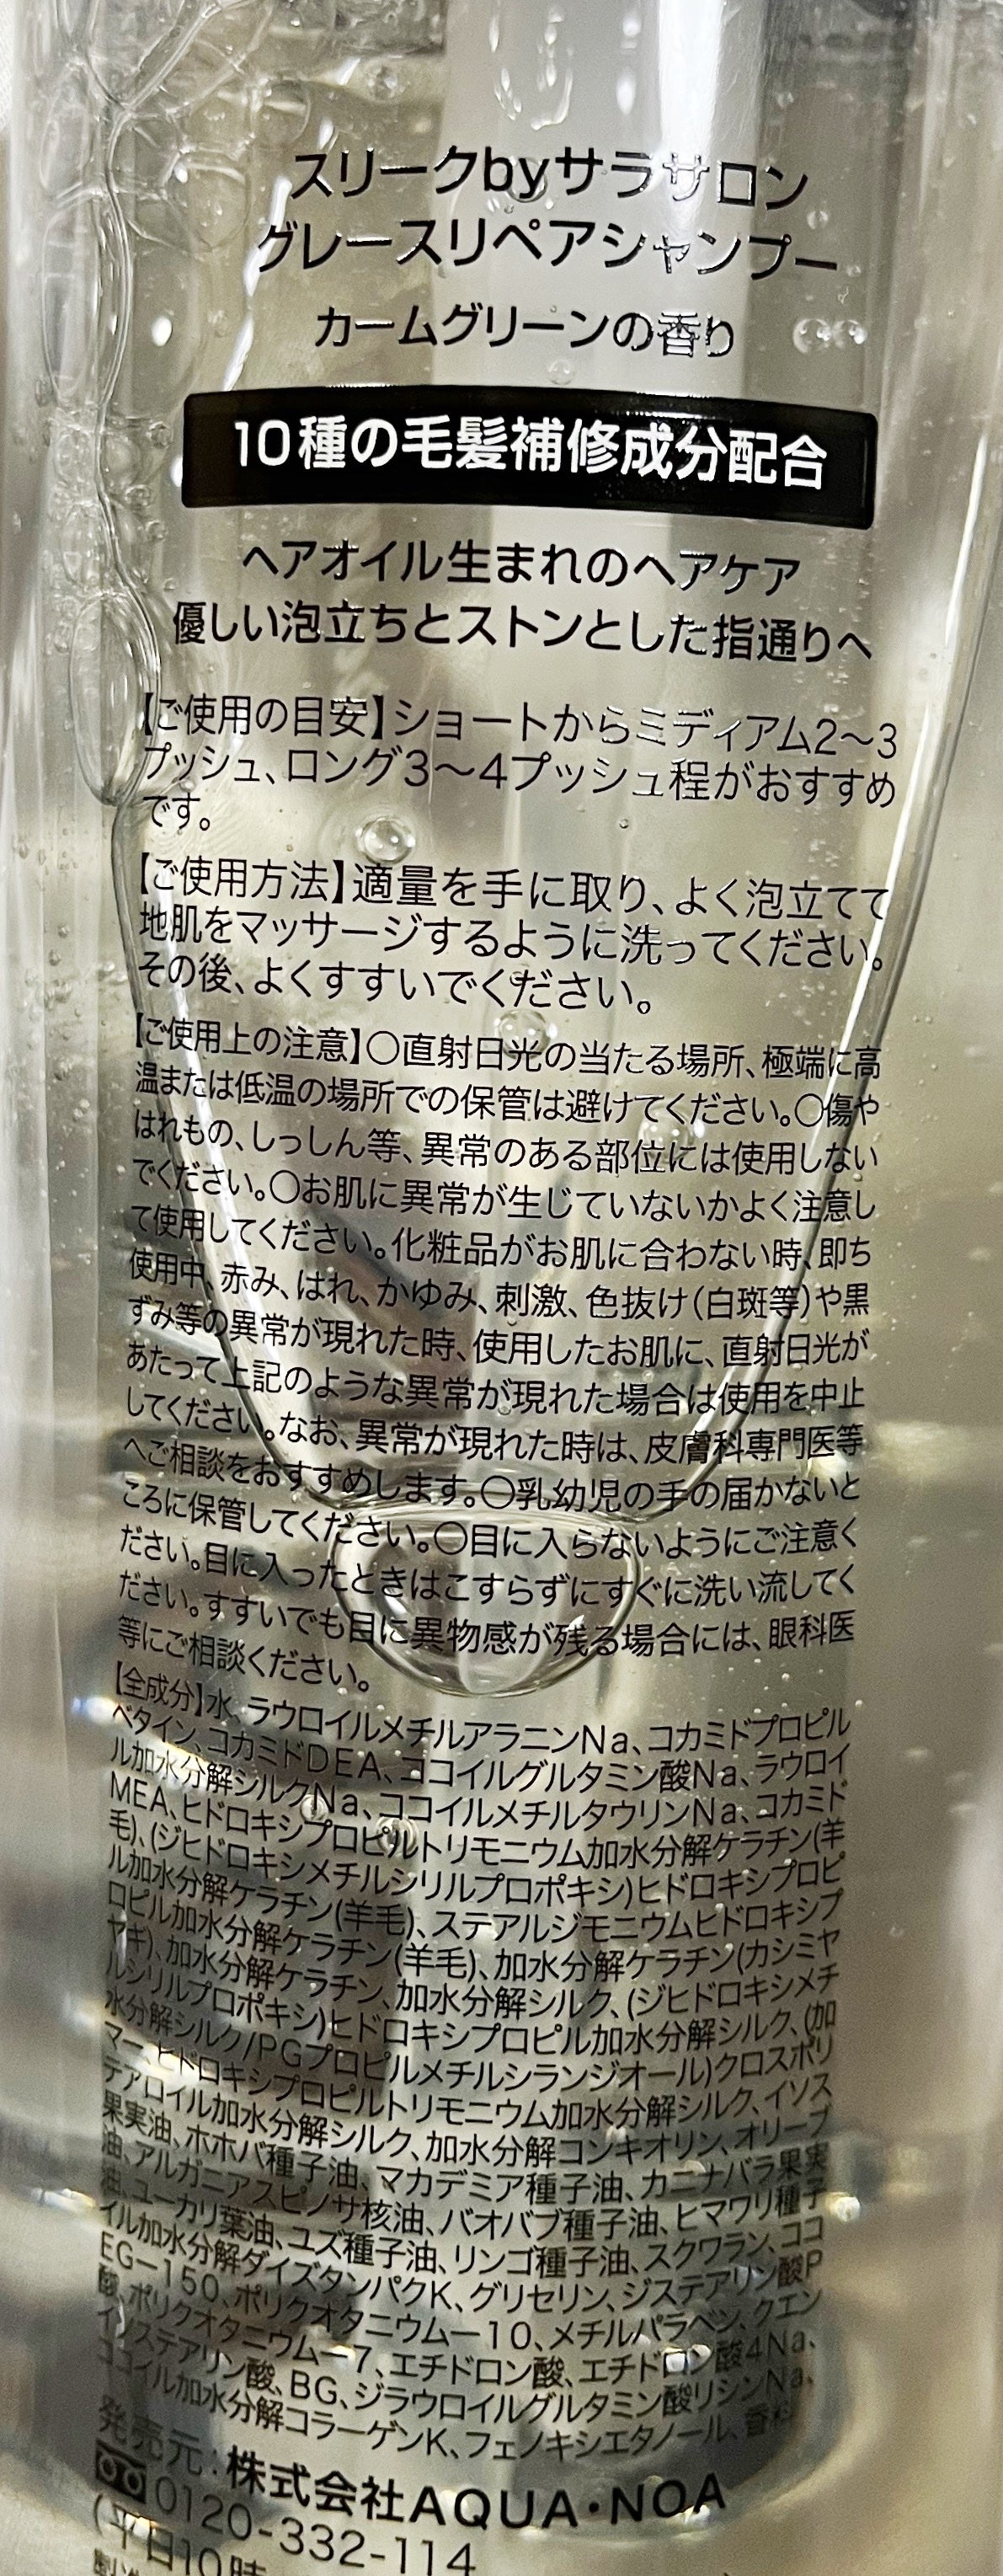 スリークbyサラサロン
グレースリペアシャンプー
カームグリーンの香り
10種の毛髪補修成分配合
ヘアオイル生まれのヘアケア
優しい泡立ちとストンとした指通りへ
【ご使用の目安】ショートからミディアム2～3
プッシュ、ロング3～4プッシュ程がおすすめ
です。
【ご使用方法】適量を手に取り、よく泡立てて
地肌をマッサージするように洗ってください。
その後、よくすすいでください。
【ご使用上の注意】○直射日光の当たる場所、極端に高
温または低温の場所での保管は避けてください。○傷や
はれもの、しっしん等、異常のある部位には使用しない
でください。○お肌に異常が生じていないかよく注意し
て使用してください。化粧品がお肌に合わない時、即ち
使用中、赤み、はれ、かゆみ、刺激、色抜け(白斑等)や黒
ずみ等の異常が現れた時、使用したお肌に、直射日光が
あたって上記のような異常が現れた場合は使用を中止
してください。なお、異常が現れた時は、皮膚科専門医等
へご相談をおすすめします。○乳幼児の手の届かないと
ころに保管してください。○目に入らないようにご注意く
ださい。目に入ったときはこすらずにすぐに洗い流してく
ださい。すすいでも目に異物感が残る場合には、眼科医
等にご相談ください。
【全成分】水、ラウロイルメチルアラニンNa、コカミドプロピル
ベタイン、コカミドDEA、ココイルグルタミン酸Na、ラウロイ
ル加水分解シルクNa、ココイルメチルタウリンNa、コカミド
MEA、ヒドロキシプロピルトリモニウム加水分解ケラチン(羊
毛)、(ジヒドロキシメチルシリルプロポキシ)ヒドロキシプロピ
ル加水分解ケラチン(羊毛)、ステアルジモニウムヒドロキシプ
ロピル加水分解ケラチン(羊毛)、加水分解ケラチン(カシミヤ
ヤギ)、加水分解ケラチン、加水分解シルク、(ジヒドロキシメチ
ルシリルプロポキシ)ヒドロキシプロピル加水分解シルク、(加
水分解シルク/PGプロピルメチルシランジオール)クロスポリ
マー、ヒドロキシプロピルトリモニウム加水分解シルク、イソス
テアロイル加水分解シルク、加水分解コンキオリン、オリーブ
果実油、ホホバ種子油、マカデミア種子油、カニナバラ果実
油、アルガニアスピノサ核油、バオバブ種子油、ヒマワリ種子
油、ユーカリ葉油、ユズ種子油、リンゴ種子油、スクワラン、ココ
イル加水分解ダイズタンパクK、グリセリン、ジステアリン酸P
EG－150、ポリクオタニウム－10、メチルパラベン、クエン
酸、ポリクオタニウム－7、エチドロン酸、エチドロン酸4Na、
イソステアリン酸、BG、ジラウロイルグルタミン酸リシンNa、
ココイル加水分解コラーゲンK、フェノキシエタノール、香料
発売元：株式会社AQUA・NOA
0120-332-114
(平日10時